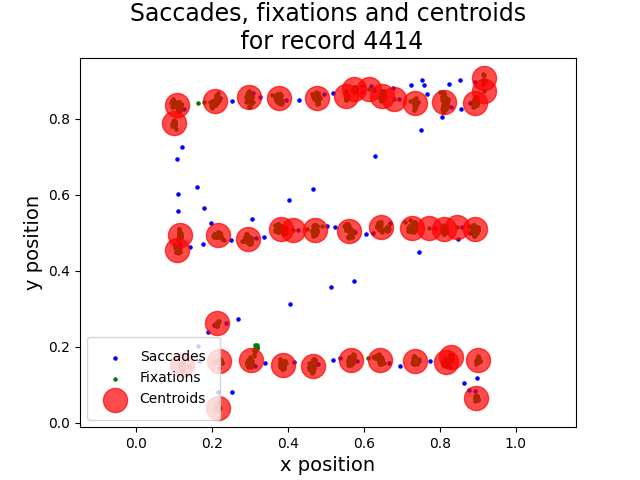 Saccades, fixations and centroids
for record 4414
y position
0.8
0.6
0.4
0.2
0.0
Saccades
Fixations
Centroids
0.0 0.2 0.4 0.6 0.8 1.0
x position